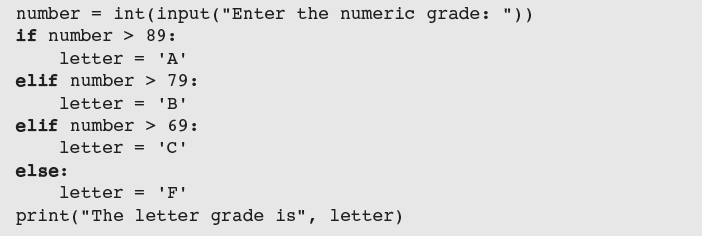 number = int(input("Enter the numeric grade: "))
if number > 89:
    letter = 'A'
elif number > 79:
    letter = 'B'
elif number > 69:
    letter = 'C'
else:
    letter = 'F'
print("The letter grade is", letter)